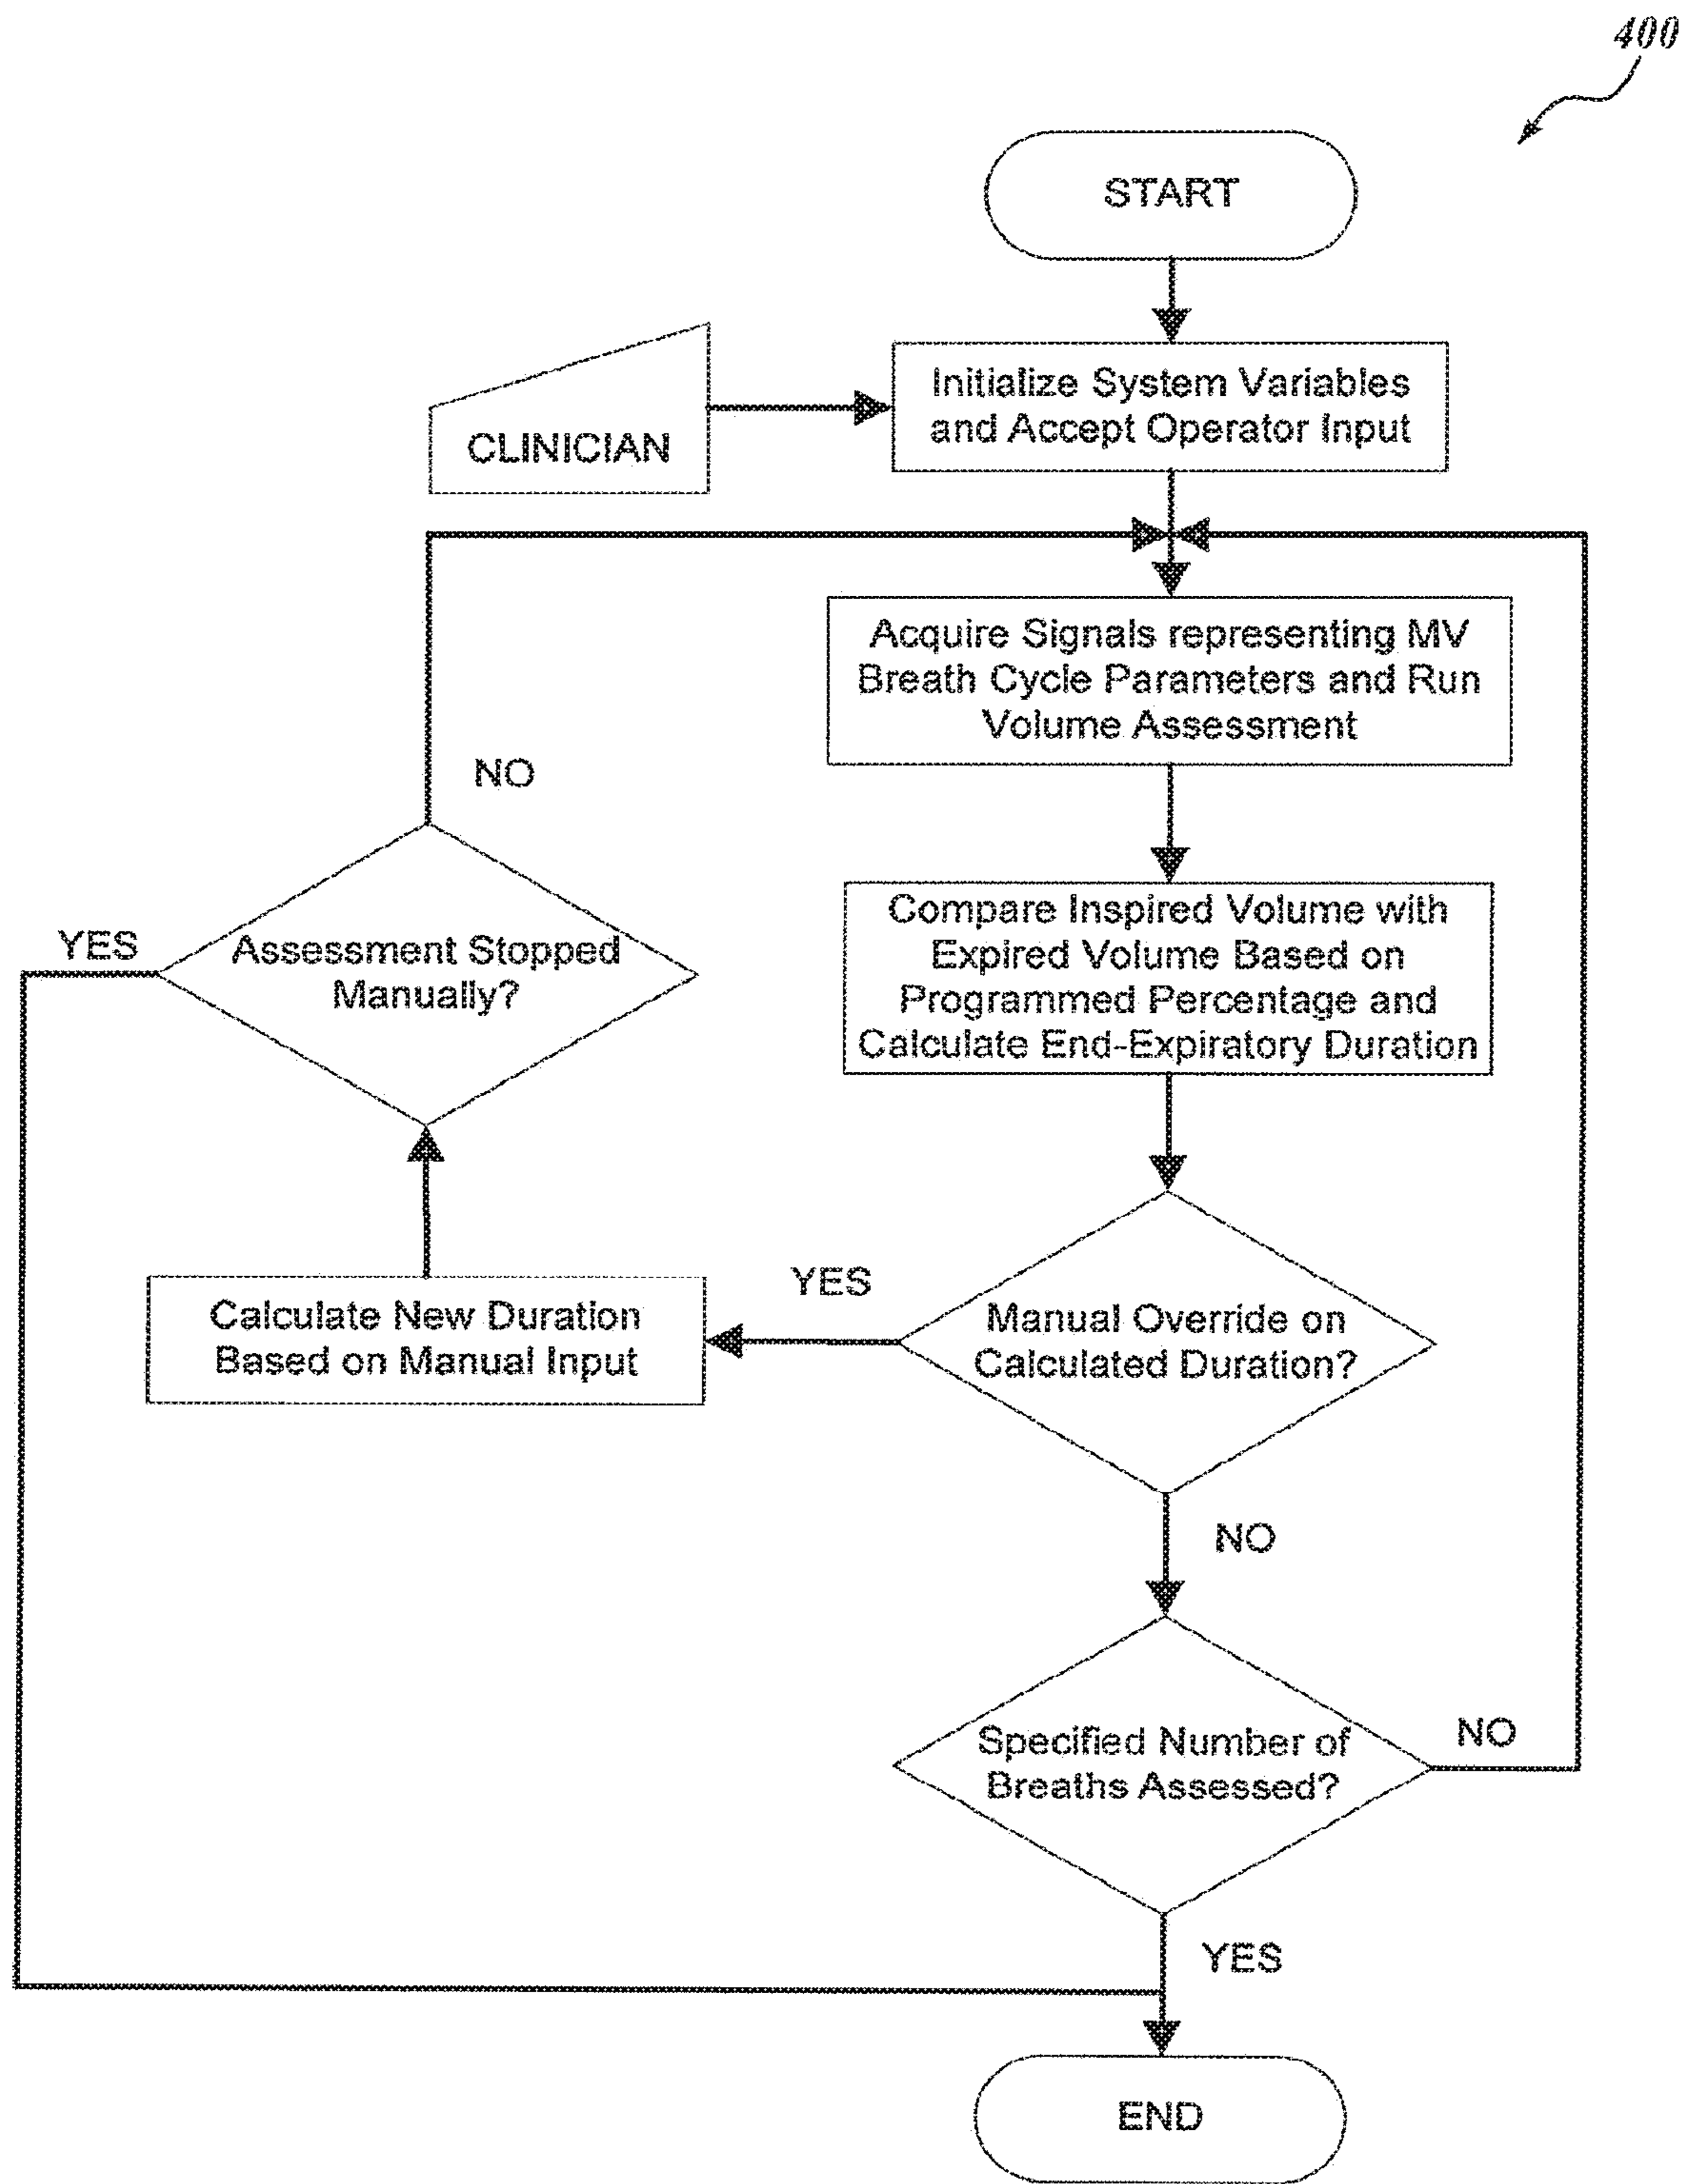 400
START
Initialize System Variables
and Accept Operator Input
CLINICIAN
Acquire Signals representing MV
Breath Cycle Parameters and Run
Volume Assessment
NO
Compare Inspired Volume with
Expired Volume Based on
Programmed Percentage and
Calculate End-Expiratory Duration
YES
Assessment Stopped
Manually?
YES
Calculate New Duration
Based on Manual Input
Manual Override on
Calculated Duration?
NO
Specified Number of
Breaths Assessed?
NO
YES
END